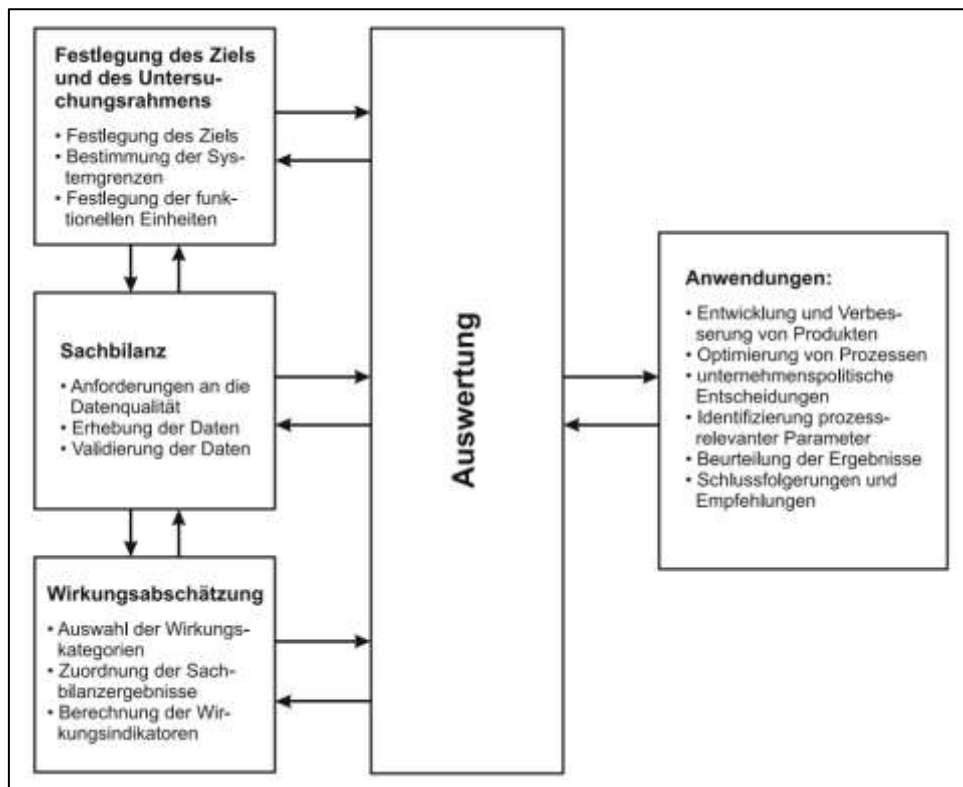 Festlegung des Ziels
und des Untersu-
chungsrahmens
• Festlegung des Ziels
• Bestimmung der Sys-
temgrenzen
• Festlegung der funk-
tionellen Einheiten
Sachbilanz
• Anforderungen an die
Datenqualität
• Erhebung der Daten
• Validierung der Daten
Wirkungsabschätzung
• Auswahl der Wirkungs-
kategorien
• Zuordnung der Sach-
bilanzergebnisse
• Berechnung der Wir-
kungsindikatoren
Auswertung
Anwendungen:
• Entwicklung und Verbes-
serung von Produkten
• Optimierung von Prozessen
• unternehmenspolitische
Entscheidungen
• Identifizierung prozess-
relevanter Parameter
• Beurteilung der Ergebnisse
• Schlussfolgerungen und
Empfehlungen